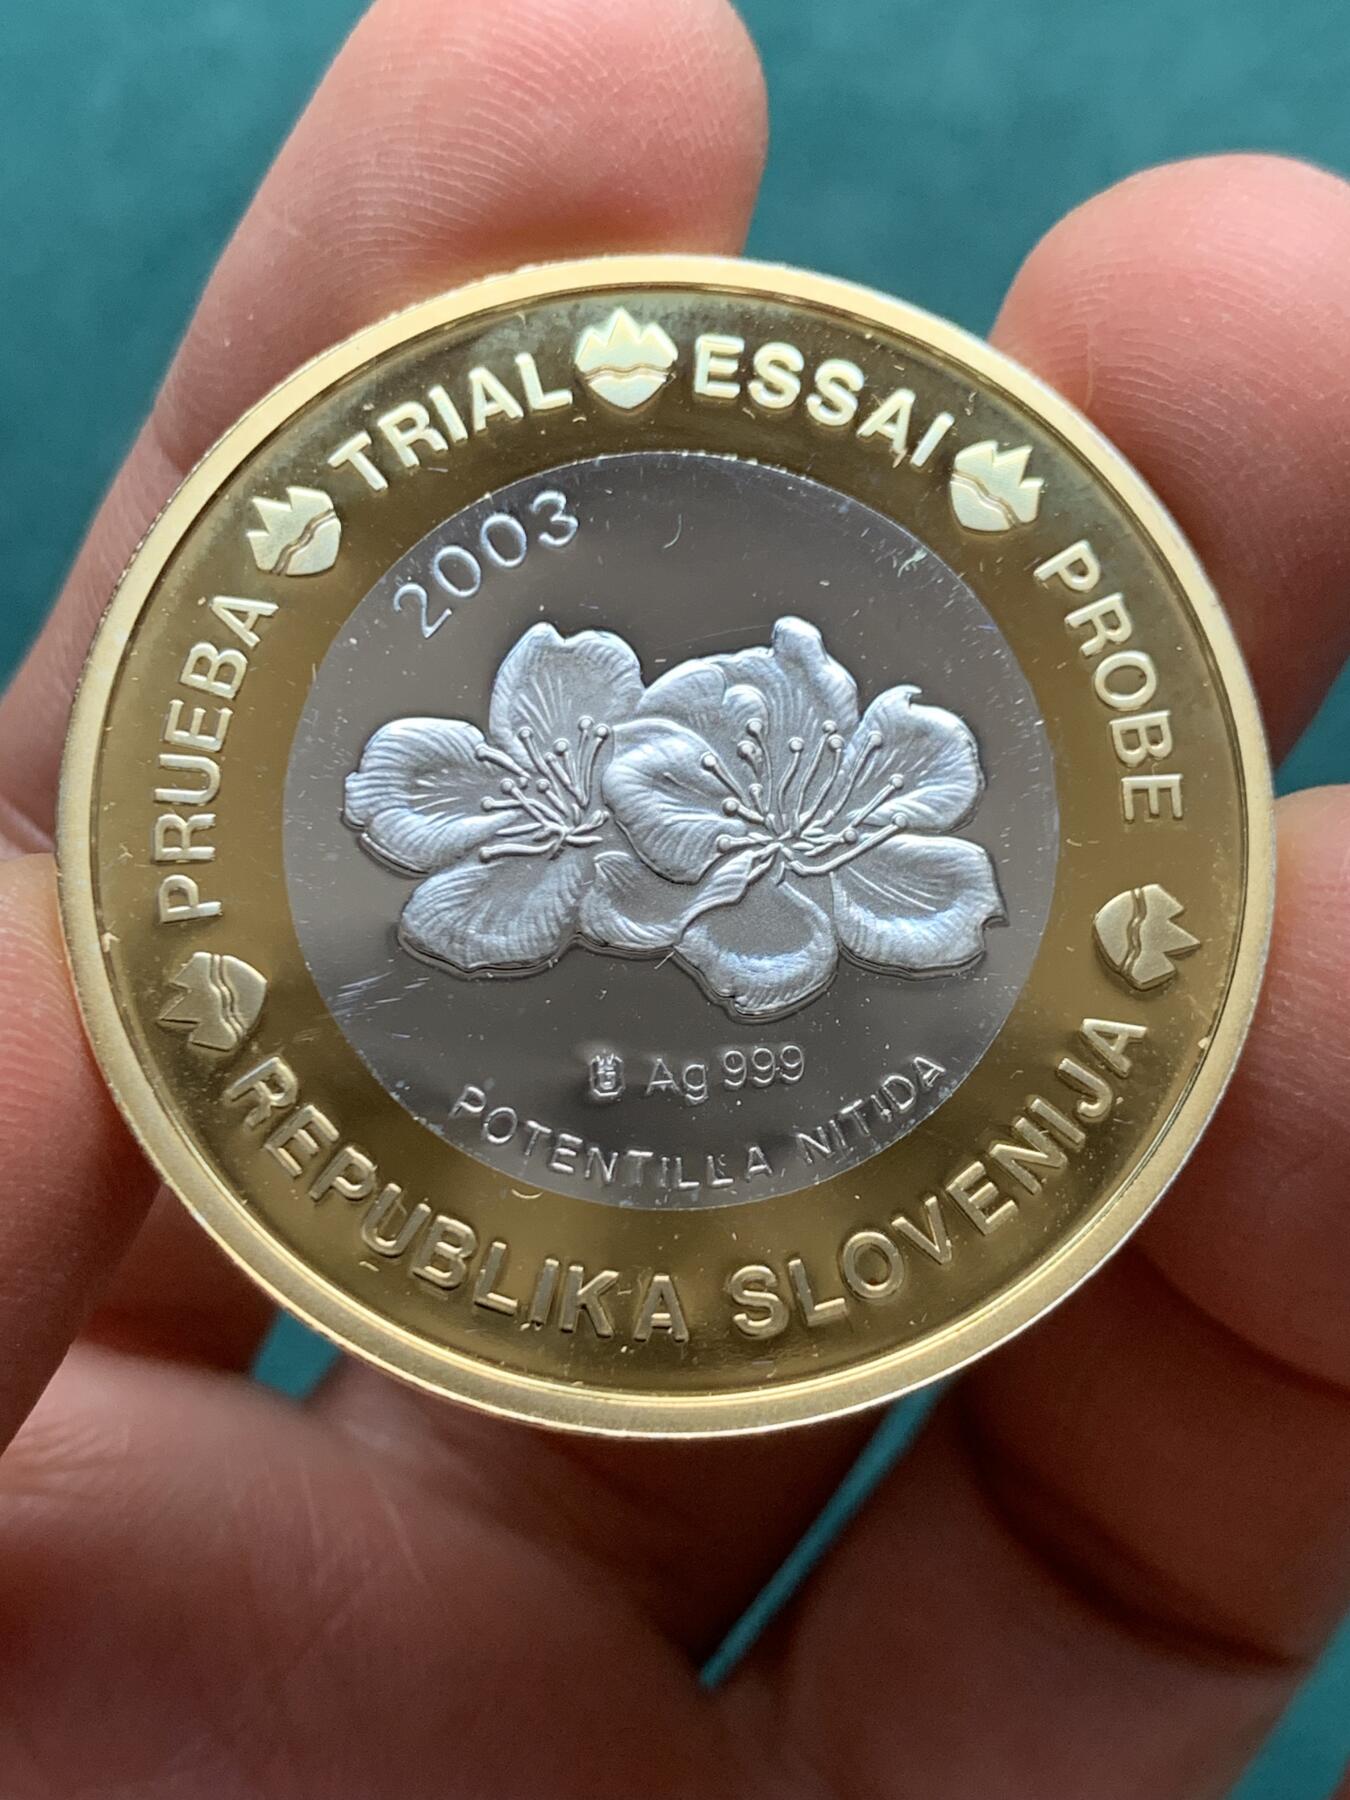 PRUEBA TRIAL ESSAI PROBE
REPUBLIKA SLOVENIJA
2003
Ag 999
POTENTILLA NITIDA